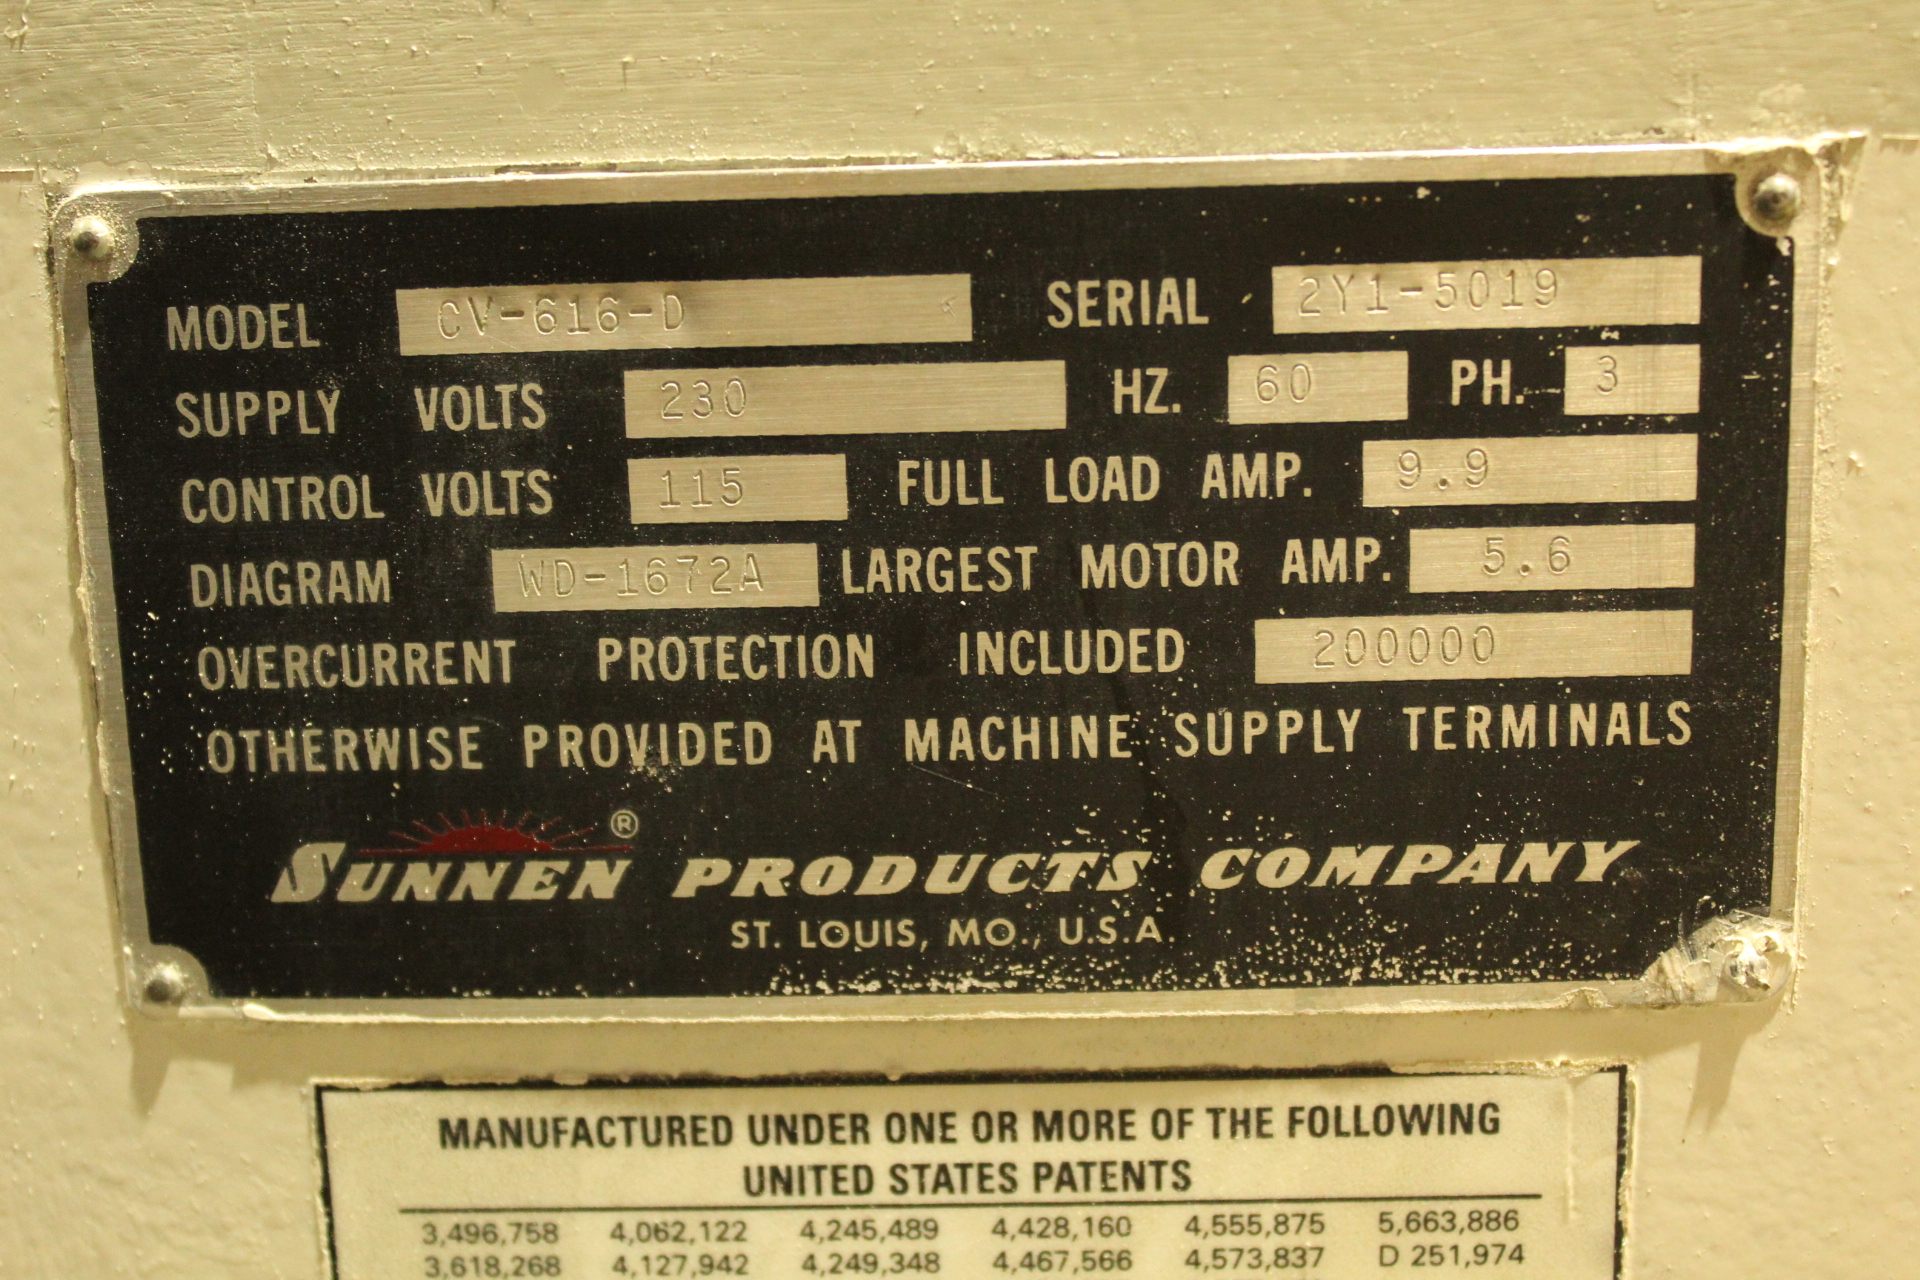 MODEL CV-616-D SERIAL 2Y1-5019
SUPPLY VOLTS 230 HZ. 60 PH. 3
CONTROL VOLTS 115 FULL LOAD AMP. 9.9
DIAGRAM WD-1672A LARGEST MOTOR AMP. 5.6
OVERCURRENT PROTECTION INCLUDED 200000
OTHERWISE PROVIDED AT MACHINE SUPPLY TERMINALS
SUNNEN® PRODUCTS COMPANY
ST. LOUIS, MO., U.S.A.
MANUFACTURED UNDER ONE OR MORE OF THE FOLLOWING
UNITED STATES PATENTS
3,496,758 4,062,122 4,245,489 4,428,160 4,555,875 5,663,886
3,618,268 4,127,942 4,249,348 4,467,566 4,573,837 D 251,974